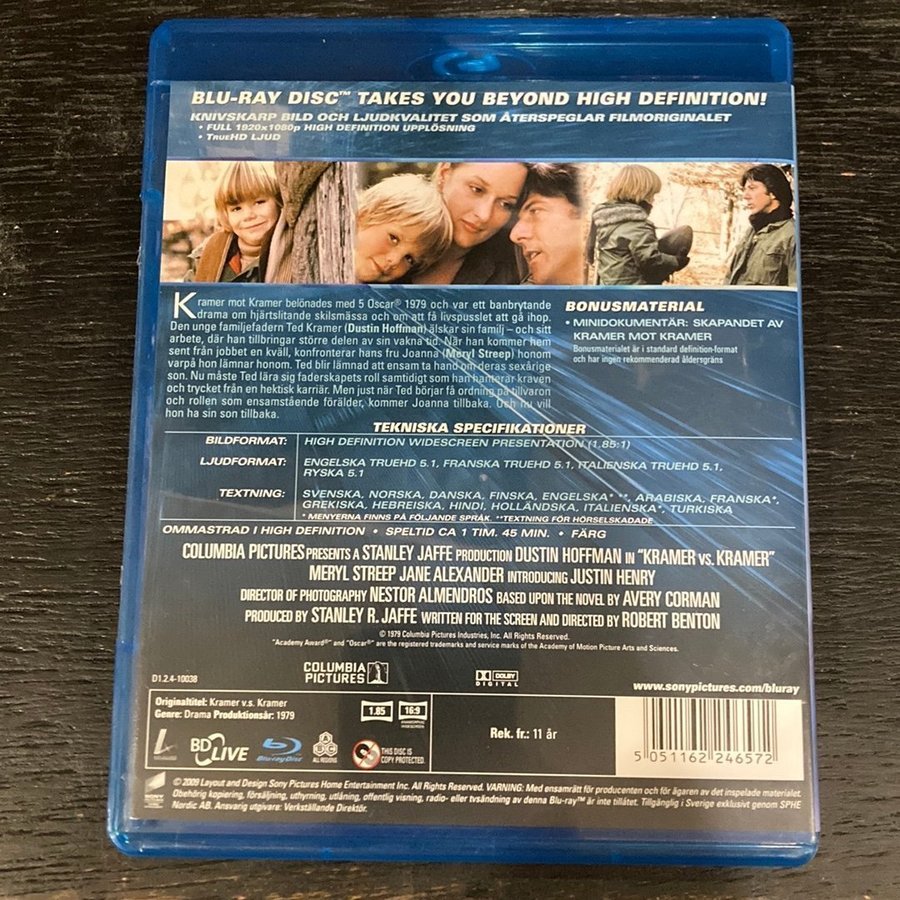 BLU-RAY DISC™ TAKES YOU BEYOND HIGH DEFINITION!
KNIVSKARP BILD OCH LJUDKVALITET SOM ÅTERSPEGLAR FILMORIGINALET
• FULL 1920x1080p HIGH DEFINITION UPPLÖSNING
• TrueHD LJUD
Kramer mot Kramer belönades med 5 Oscar® 1979 och var ett banbrytande
drama om hjärtslitande skilsmässa och om att få livspusslet att gå ihop.
Den unge familjefadern Ted Kramer (Dustin Hoffman) älskar sin familj – och sitt
arbete, där han tillbringar större delen av sin vakna tid. När han kommer hem
sent från jobbet en kväll, konfronterar hans fru Joanna (Meryl Streep) honom
varpå hon lämnar honom. Ted blir lämnad att ensam ta hand om deras sexårige
son. Nu måste Ted lära sig faderskapets roll samtidigt som han hanterar kraven
och trycket från en hektisk karriär. Men just när Ted börjar få ordning på tillvaron
och rollen som ensamstående förälder, kommer Joanna tillbaka. Och nu vill
hon ha sin son tillbaka.
BONUSMATERIAL
• MINIDOKUMENTÄR: SKAPANDET AV
KRAMER MOT KRAMER
Bonusmaterialet är i standard definition-format
och har ingen rekommenderad åldersgräns
TEKNISKA SPECIFIKATIONER
BILDFORMAT: HIGH DEFINITION WIDESCREEN PRESENTATION (1.85:1)
LJUDFORMAT: ENGELSKA TRUEHD 5.1, FRANSKA TRUEHD 5.1, ITALIENSKA TRUEHD 5.1,
RYSKA 5.1
TEXTNING: SVENSKA, NORSKA, DANSKA, FINSKA, ENGELSKA* **, ARABISKA, FRANSKA*,
GREKISKA, HEBREISKA, HINDI, HOLLÄNDSKA, ITALIENSKA*, TURKISKA
* MENYERNA FINNS PÅ FÖLJANDE SPRÅK. **TEXTNING FÖR HÖRSELSKADADE
OMMASTRAD I HIGH DEFINITION • SPELTID CA 1 TIM. 45 MIN. • FÄRG
COLUMBIA PICTURES PRESENTS A STANLEY JAFFE PRODUCTION DUSTIN HOFFMAN IN "KRAMER VS. KRAMER"
MERYL STREEP JANE ALEXANDER INTRODUCING JUSTIN HENRY
DIRECTOR OF PHOTOGRAPHY NESTOR ALMENDROS BASED UPON THE NOVEL BY AVERY CORMAN
PRODUCED BY STANLEY R. JAFFE WRITTEN FOR THE SCREEN AND DIRECTED BY ROBERT BENTON
© 1979 Columbia Pictures Industries, Inc. All Rights Reserved.
"Academy Award®" and "Oscar®" are the registered trademarks and service marks of the Academy of Motion Picture Arts and Sciences.
COLUMBIA
PICTURES
DOLBY
DIGITAL
D1.2.4-10038
www.sonypictures.com/bluray
Originaltitel: Kramer v.s. Kramer
Genre: Drama Produktionsår: 1979
1.85
16:9
BD LIVE
Blu-ray Disc
A B C
ALL REGIONS
THIS DISC IS
COPY PROTECTED.
Rek. fr.: 11 år
5 051162 246572
SONY
© 2009 Layout and Design Sony Pictures Home Entertainment Inc. All Rights Reserved. VARNING: Med ensamrätt för producenten och för ägaren av det inspelade materialet.
Obehörig kopiering, försäljning, uthyrning, utlåning, offentlig visning, radio- eller tvsändning av denna Blu-ray™ är inte tillåtet. Tillgänglig i Sverige exklusivt genom SPHE
Nordic AB. Ansvarig utgivare: Verkställande Direktör.